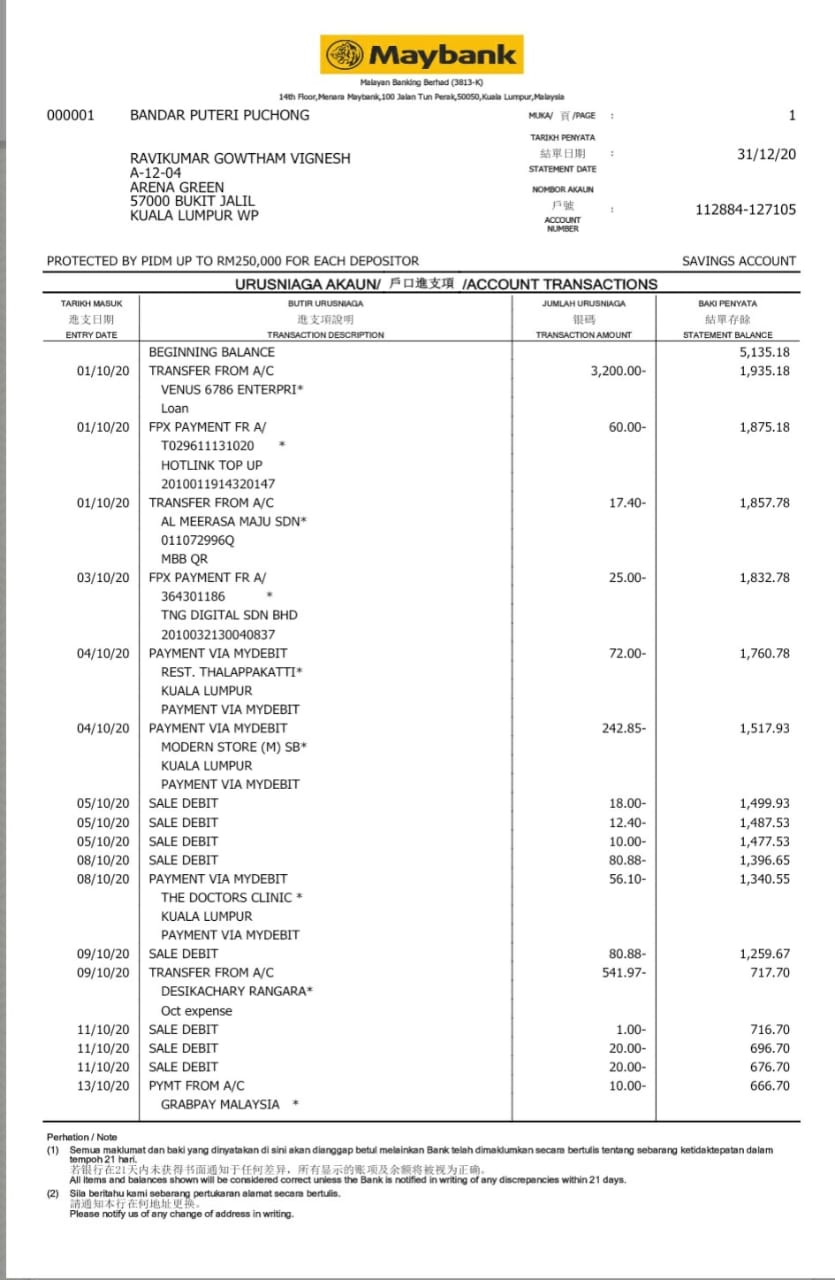 Maybank
Malayan Banking Berhad (3813-K)
14th Floor,Menara Maybank,100 Jalan Tun Perak,50050,Kuala Lumpur,Malaysia
000001 BANDAR PUTERI PUCHONG MUKA/ 頁 /PAGE : 1
TARIKH PENYATA
結單日期 : 31/12/20
STATEMENT DATE
RAVIKUMAR GOWTHAM VIGNESH
A-12-04
ARENA GREEN
57000 BUKIT JALIL
KUALA LUMPUR WP
NOMBOR AKAUN
戶號 : 112884-127105
ACCOUNT
NUMBER
PROTECTED BY PIDM UP TO RM250,000 FOR EACH DEPOSITOR SAVINGS ACCOUNT
URUSNIAGA AKAUN/ 戶口進支項 /ACCOUNT TRANSACTIONS
TARIKH MASUK BUTIR URUSNIAGA JUMLAH URUSNIAGA BAKI PENYATA
進支日期 進支項說明 银碼 結單存餘
ENTRY DATE TRANSACTION DESCRIPTION TRANSACTION AMOUNT STATEMENT BALANCE
BEGINNING BALANCE 5,135.18
01/10/20 TRANSFER FROM A/C 3,200.00- 1,935.18
VENUS 6786 ENTERPRI*
Loan
01/10/20 FPX PAYMENT FR A/ 60.00- 1,875.18
T029611131020 *
HOTLINK TOP UP
2010011914320147
01/10/20 TRANSFER FROM A/C 17.40- 1,857.78
AL MEERASA MAJU SDN*
011072996Q
MBB QR
03/10/20 FPX PAYMENT FR A/ 25.00- 1,832.78
364301186 *
TNG DIGITAL SDN BHD
2010032130040837
04/10/20 PAYMENT VIA MYDEBIT 72.00- 1,760.78
REST. THALAPPAKATTI*
KUALA LUMPUR
PAYMENT VIA MYDEBIT
04/10/20 PAYMENT VIA MYDEBIT 242.85- 1,517.93
MODERN STORE (M) SB*
KUALA LUMPUR
PAYMENT VIA MYDEBIT
05/10/20 SALE DEBIT 18.00- 1,499.93
05/10/20 SALE DEBIT 12.40- 1,487.53
05/10/20 SALE DEBIT 10.00- 1,477.53
08/10/20 SALE DEBIT 80.88- 1,396.65
08/10/20 PAYMENT VIA MYDEBIT 56.10- 1,340.55
THE DOCTORS CLINIC *
KUALA LUMPUR
PAYMENT VIA MYDEBIT
09/10/20 SALE DEBIT 80.88- 1,259.67
09/10/20 TRANSFER FROM A/C 541.97- 717.70
DESIKACHARY RANGARA*
Oct expense
11/10/20 SALE DEBIT 1.00- 716.70
11/10/20 SALE DEBIT 20.00- 696.70
11/10/20 SALE DEBIT 20.00- 676.70
13/10/20 PYMT FROM A/C 10.00- 666.70
GRABPAY MALAYSIA *
Perhation / Note
(1) Semua maklumat dan baki yang dinyatakan di sini akan dianggap betul melainkan Bank telah dimaklumkan secara bertulis tentang sebarang ketidaktepatan dalam
tempoh 21 hari.
若银行在21天内未获得书面通知于任何差异，所有显示的账项及余额将被视为正确。
All items and balances shown will be considered correct unless the Bank is notified in writing of any discrepancies within 21 days.
(2) Sila beritahu kami sebarang pertukaran alamat secara bertulis.
請通知本行在何地址更换。
Please notify us of any change of address in writing.